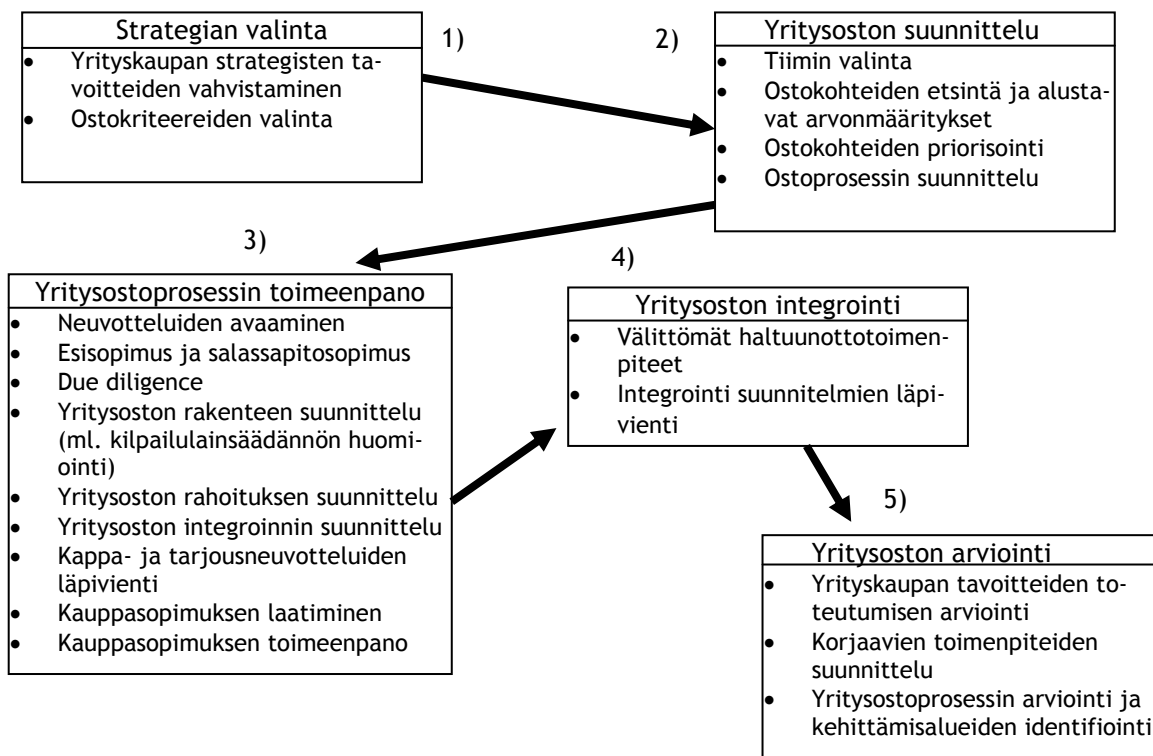 Strategian valinta
1)
• Yrityskaupan strategisten ta-
voitteiden vahvistaminen
• Ostokriteereiden valinta
2)
Yritysoston suunnittelu
• Tiimin valinta
• Ostokohteiden etsintä ja alusta-
vat arvonmääritykset
• Ostokohteiden priorisointi
• Ostoprosessin suunnittelu
3)
Yritysostoprosessin toimeenpano
• Neuvotteluiden avaaminen
• Esisopimus ja salassapitosopimus
• Due diligence
• Yritysoston rakenteen suunnittelu
(ml. kilpailulainsäädännön huomi-
ointi)
• Yritysoston rahoituksen suunnittelu
• Yritysoston integroinnin suunnittelu
• Kappa- ja tarjousneuvotteluiden
läpivienti
• Kauppasopimuksen laatiminen
• Kauppasopimuksen toimeenpano
4)
Yritysoston integrointi
• Välittömät haltuunottotoimen-
piteet
• Integrointi suunnitelmien läpi-
vienti
5)
Yritysoston arviointi
• Yrityskaupan tavoitteiden to-
teutumisen arviointi
• Korjaavien toimenpiteiden
suunnittelu
• Yritysostoprosessin arviointi ja
kehittämisalueiden identifiointi